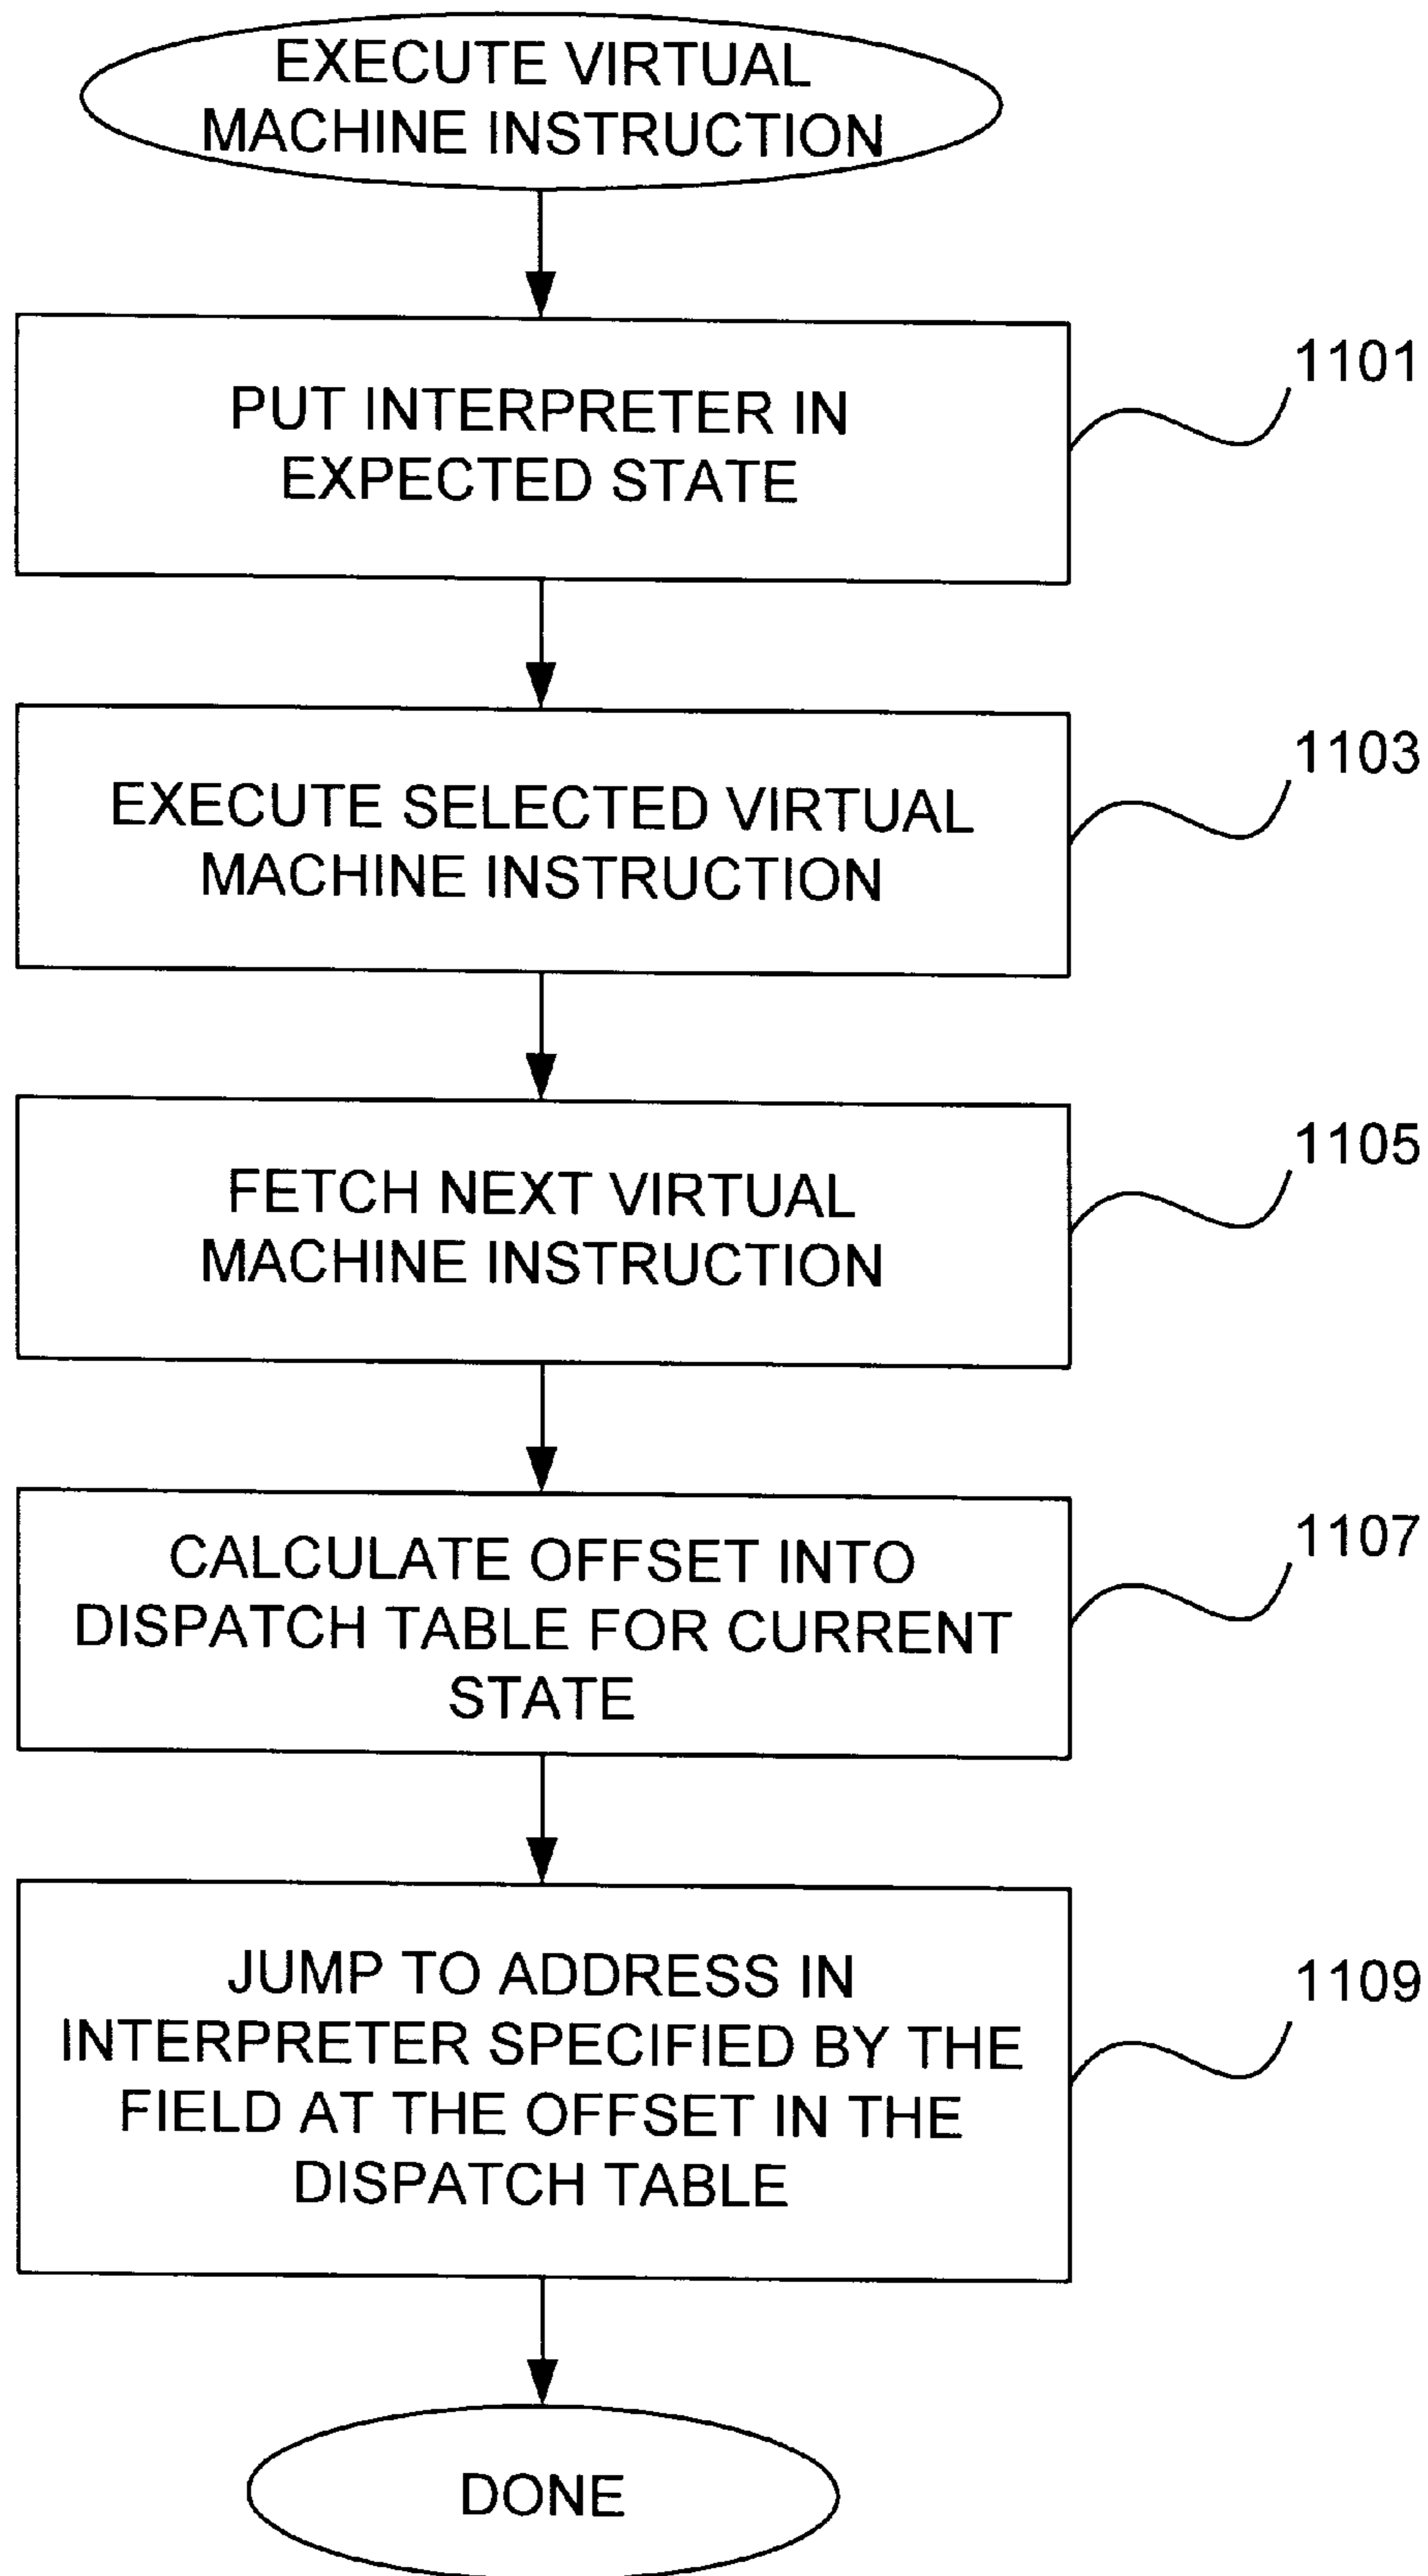 EXECUTE VIRTUAL
MACHINE INSTRUCTION
1101
PUT INTERPRETER IN
EXPECTED STATE
1103
EXECUTE SELECTED VIRTUAL
MACHINE INSTRUCTION
1105
FETCH NEXT VIRTUAL
MACHINE INSTRUCTION
1107
CALCULATE OFFSET INTO
DISPATCH TABLE FOR CURRENT
STATE
1109
JUMP TO ADDRESS IN
INTERPRETER SPECIFIED BY THE
FIELD AT THE OFFSET IN THE
DISPATCH TABLE
DONE